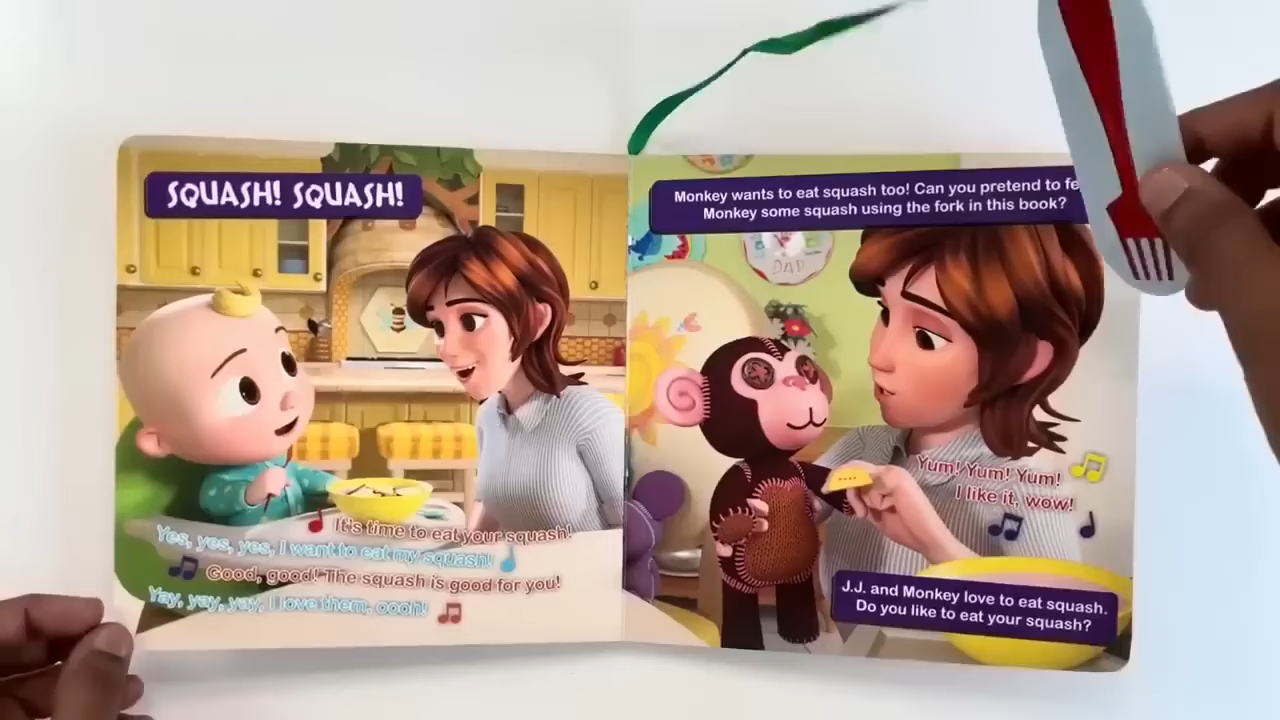 SQUASH! SQUASH!
It's time to eat your squash!
Yes, yes, yes, I want to eat my squash!
Good, good! The squash is good for you!
Yay, yay, yay, I love them, oooh!
Monkey wants to eat squash too! Can you pretend to fe
Monkey some squash using the fork in this book?
DAD
Yum! Yum! Yum!
I like it, wow!
J.J. and Monkey love to eat squash.
Do you like to eat your squash?